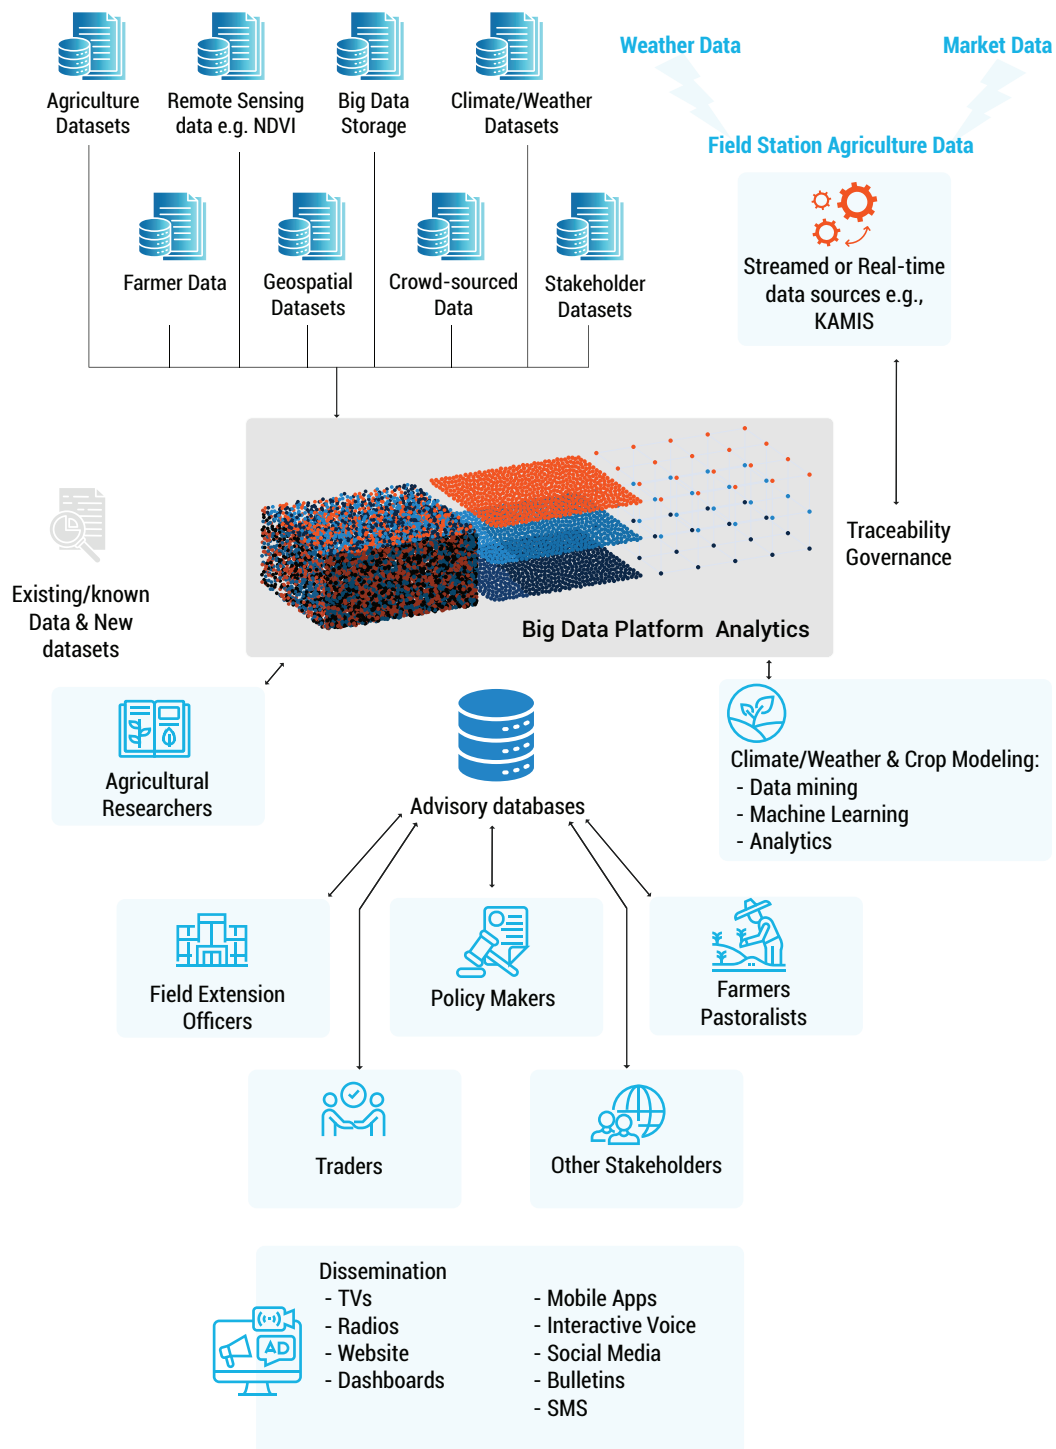 Weather Data
Market Data
Agriculture
Datasets
Remote Sensing
data e.g. NDVI
Big Data
Storage
Climate/Weather
Datasets
Field Station Agriculture Data
Farmer Data
Geospatial
Datasets
Crowd-sourced
Data
Stakeholder
Datasets
Streamed or Real-time
data sources e.g.,
KAMIS
Traceability
Governance
Existing/known
Data & New
datasets
Big Data Platform Analytics
Agricultural
Researchers
Advisory databases
Climate/Weather & Crop Modeling:
- Data mining
- Machine Learning
- Analytics
Field Extension
Officers
Policy Makers
Farmers
Pastoralists
Traders
Other Stakeholders
Dissemination
- TVs
- Radios
- Website
- Dashboards
- Mobile Apps
- Interactive Voice
- Social Media
- Bulletins
- SMS
AD